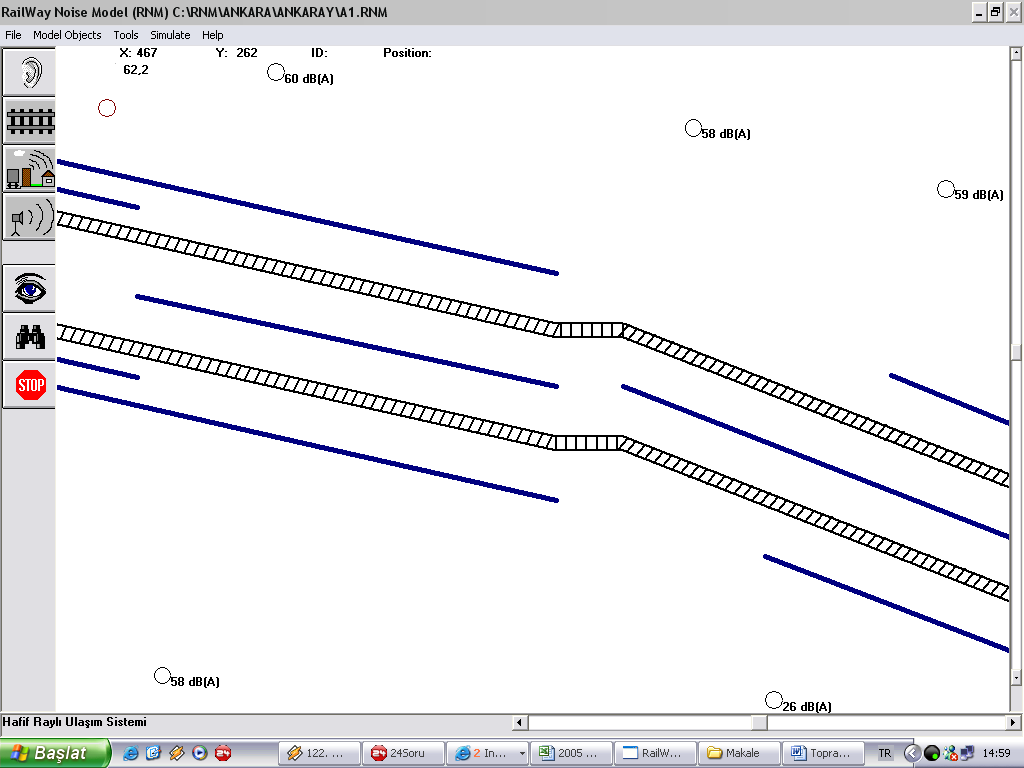 RailWay Noise Model (RNM) C:\RNM\ANKARA\ANKARAY\A1.RNM
File Model Objects Tools Simulate Help
X: 467 Y: 262 ID: Position:
62,2
60 dB(A)
58 dB(A)
59 dB(A)
STOP
58 dB(A)
26 dB(A)
Hafif Raylı Ulaşım Sistemi
Başlat 122. ... 24Soru 2 In... 2005 ... RailW... Makale Topra... TR 14:59